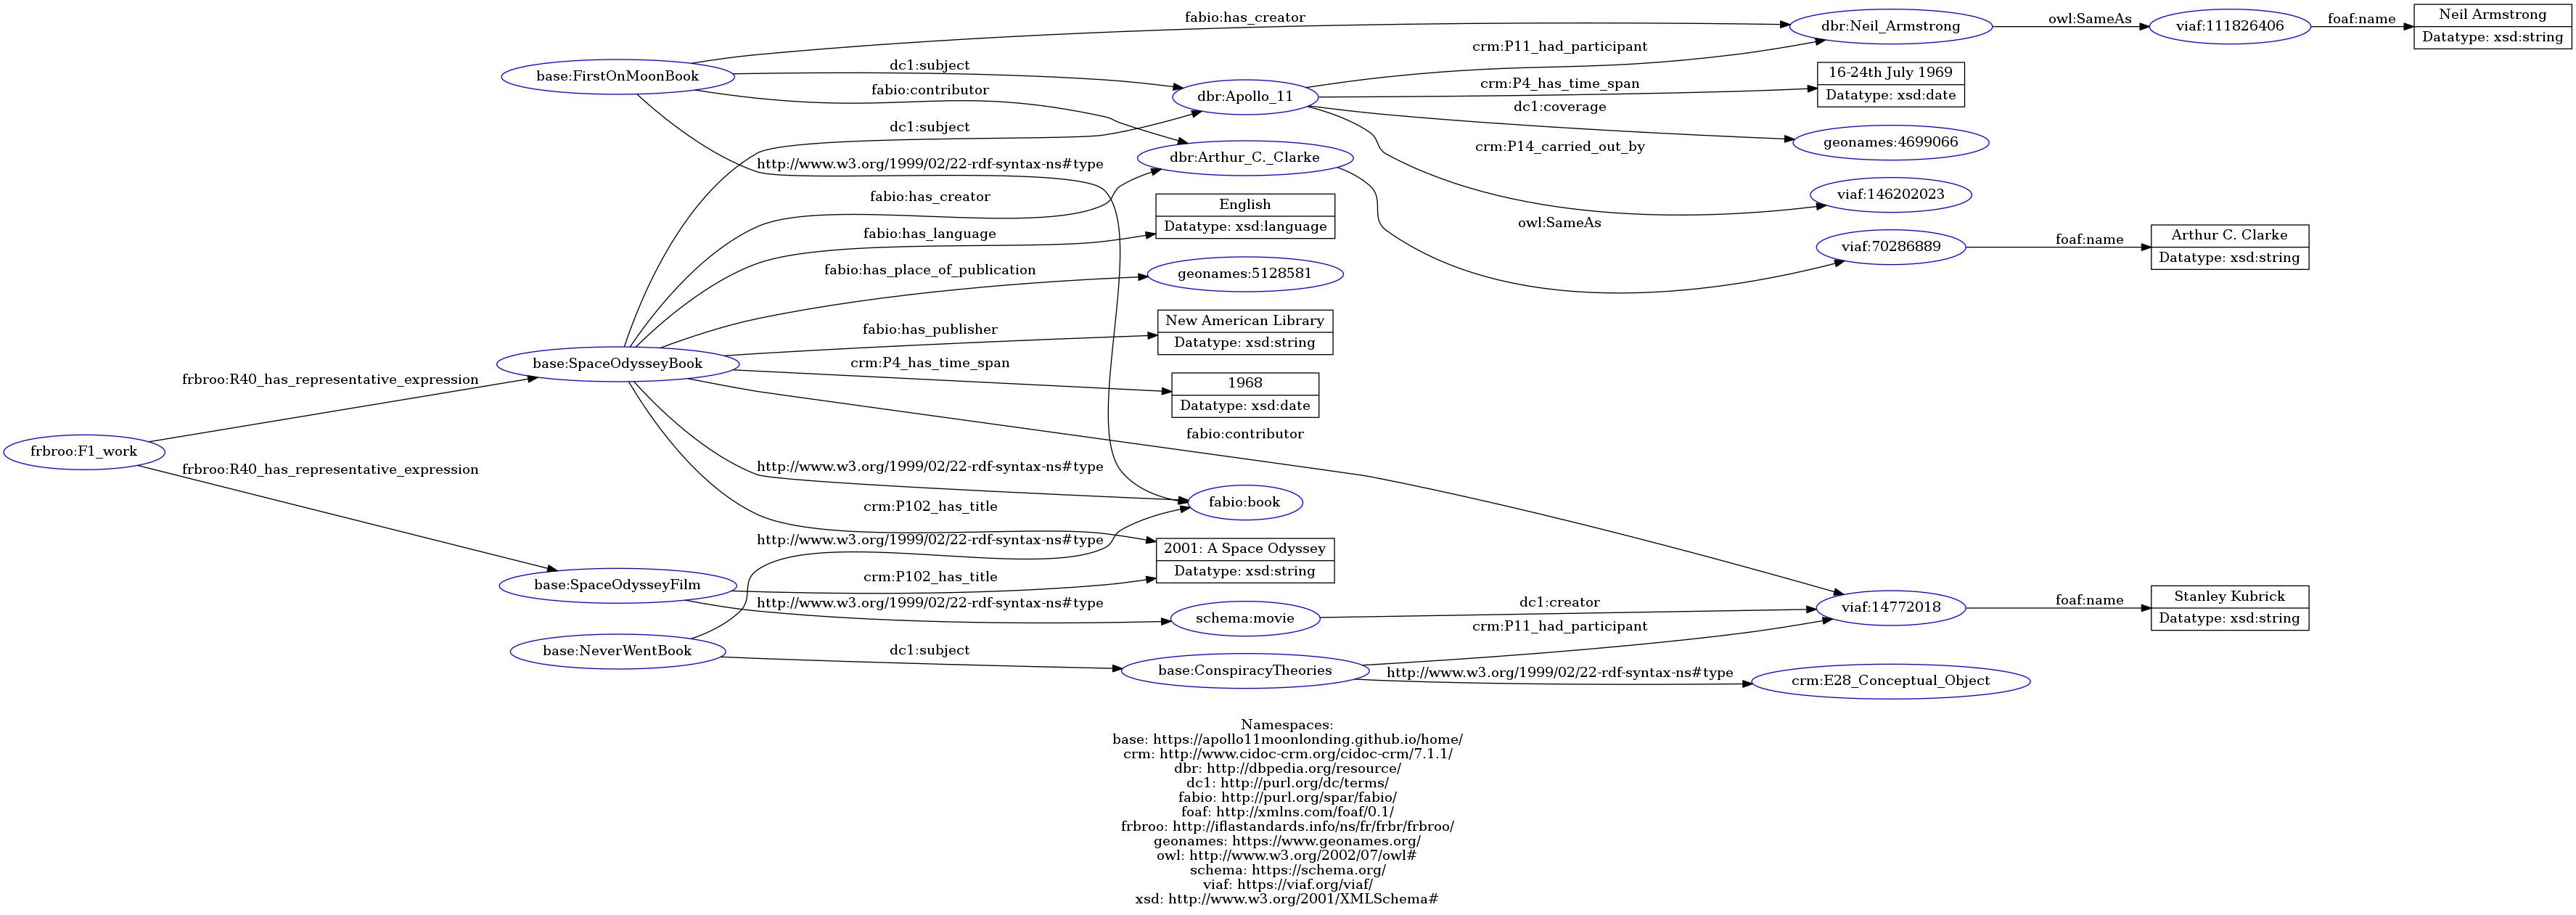 fabio:has_creator
dbr:Neil_Armstrong
owl:SameAs
viaf:111826406
foaf:name
Neil Armstrong
Datatype: xsd:string
crm:P11_had_participant
base:FirstOnMoonBook
dc1:subject
fabio:contributor
dbr:Apollo_11
crm:P4_has_time_span
16-24th July 1969
Datatype: xsd:date
dc1:coverage
dc1:subject
geonames:4699066
crm:P14_carried_out_by
http://www.w3.org/1999/02/22-rdf-syntax-ns#type
dbr:Arthur_C._Clarke
fabio:has_creator
viaf:146202023
English
Datatype: xsd:language
owl:SameAs
fabio:has_language
viaf:70286889
foaf:name
Arthur C. Clarke
Datatype: xsd:string
fabio:has_place_of_publication
geonames:5128581
fabio:has_publisher
New American Library
Datatype: xsd:string
base:SpaceOdysseyBook
crm:P4_has_time_span
1968
Datatype: xsd:date
frbroo:R40_has_representative_expression
fabio:contributor
frbroo:F1_work
frbroo:R40_has_representative_expression
http://www.w3.org/1999/02/22-rdf-syntax-ns#type
fabio:book
crm:P102_has_title
http://www.w3.org/1999/02/22-rdf-syntax-ns#type
2001: A Space Odyssey
Datatype: xsd:string
base:SpaceOdysseyFilm
crm:P102_has_title
http://www.w3.org/1999/02/22-rdf-syntax-ns#type
schema:movie
dc1:creator
viaf:14772018
foaf:name
Stanley Kubrick
Datatype: xsd:string
crm:P11_had_participant
base:NeverWentBook
dc1:subject
base:ConspiracyTheories
http://www.w3.org/1999/02/22-rdf-syntax-ns#type
crm:E28_Conceptual_Object
Namespaces:
base: https://apollo11moonlonding.github.io/home/
crm: http://www.cidoc-crm.org/cidoc-crm/7.1.1/
dbr: http://dbpedia.org/resource/
dc1: http://purl.org/dc/terms/
fabio: http://purl.org/spar/fabio/
foaf: http://xmlns.com/foaf/0.1/
frbroo: http://iflastandards.info/ns/fr/frbr/frbroo/
geonames: https://www.geonames.org/
owl: http://www.w3.org/2002/07/owl#
schema: https://schema.org/
viaf: https://viaf.org/viaf/
xsd: http://www.w3.org/2001/XMLSchema#